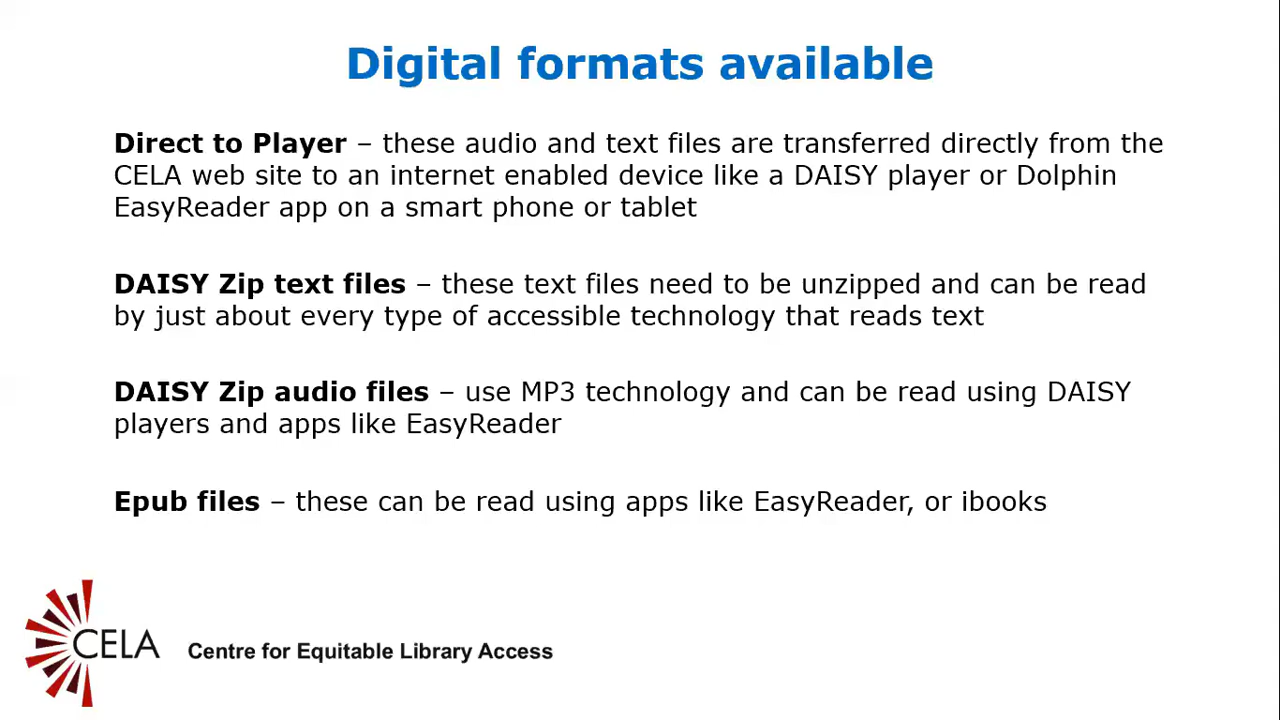 Digital formats available
Direct to Player – these audio and text files are transferred directly from the
CELA web site to an internet enabled device like a DAISY player or Dolphin
EasyReader app on a smart phone or tablet
DAISY Zip text files – these text files need to be unzipped and can be read
by just about every type of accessible technology that reads text
DAISY Zip audio files – use MP3 technology and can be read using DAISY
players and apps like EasyReader
Epub files – these can be read using apps like EasyReader, or ibooks
CELA
Centre for Equitable Library Access